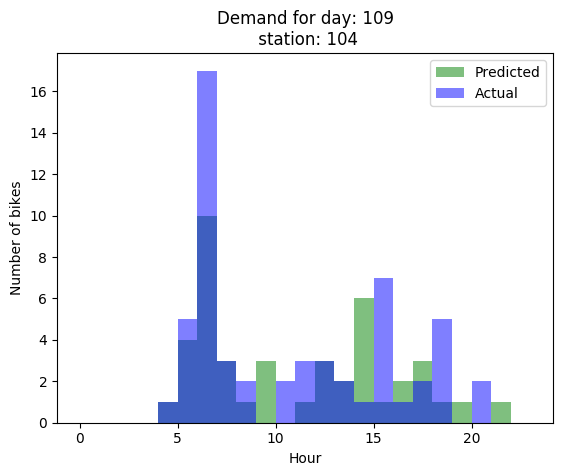 Demand for day: 109
station: 104
Predicted
Actual
Number of bikes
16
14
12
10
8
6
4
2
0
0
5
10
15
20
Hour